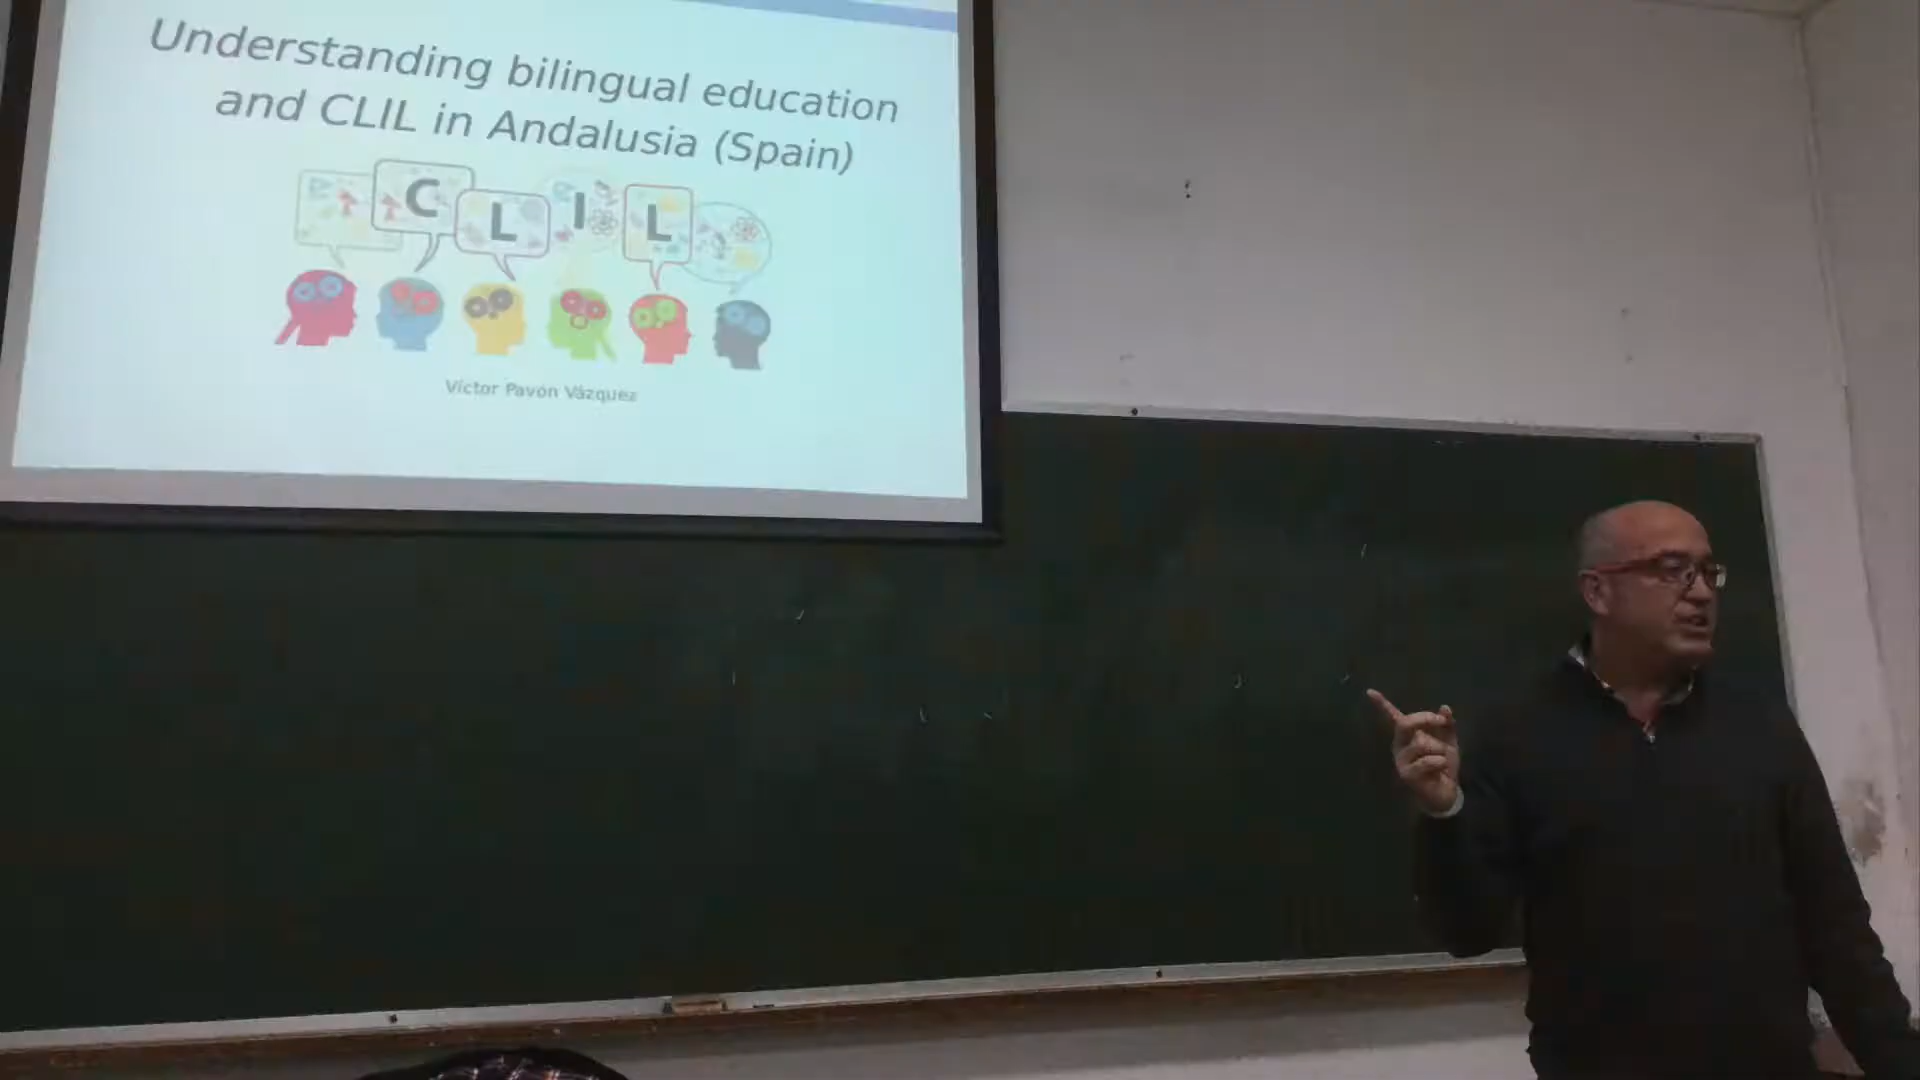 Understanding bilingual education
and CLIL in Andalusia (Spain)
C L I L
Víctor Pavón Vázquez